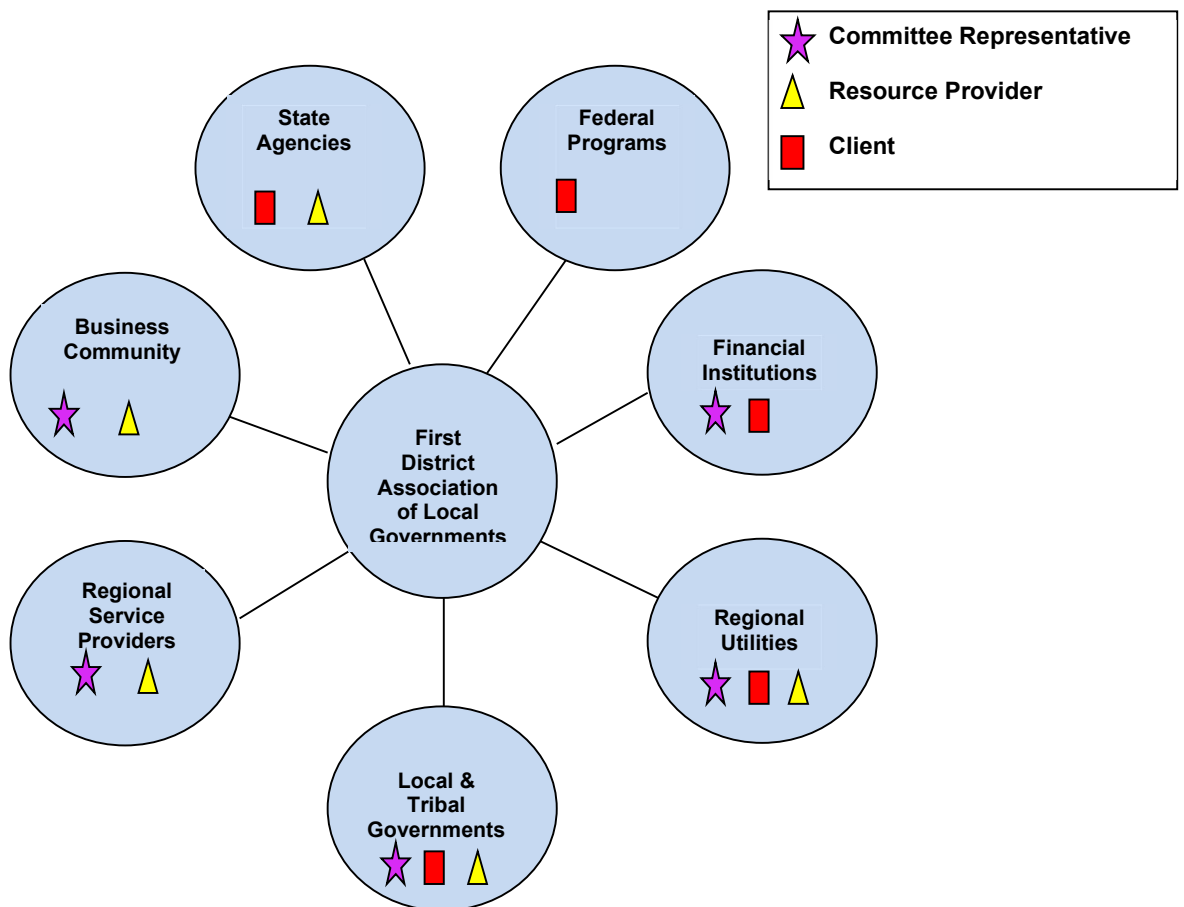 Committee Representative
Resource Provider
Client
State
Agencies
Federal
Programs
Business
Community
Financial
Institutions
First
District
Association
of Local
Governments
Regional
Service
Providers
Regional
Utilities
Local &
Tribal
Governments